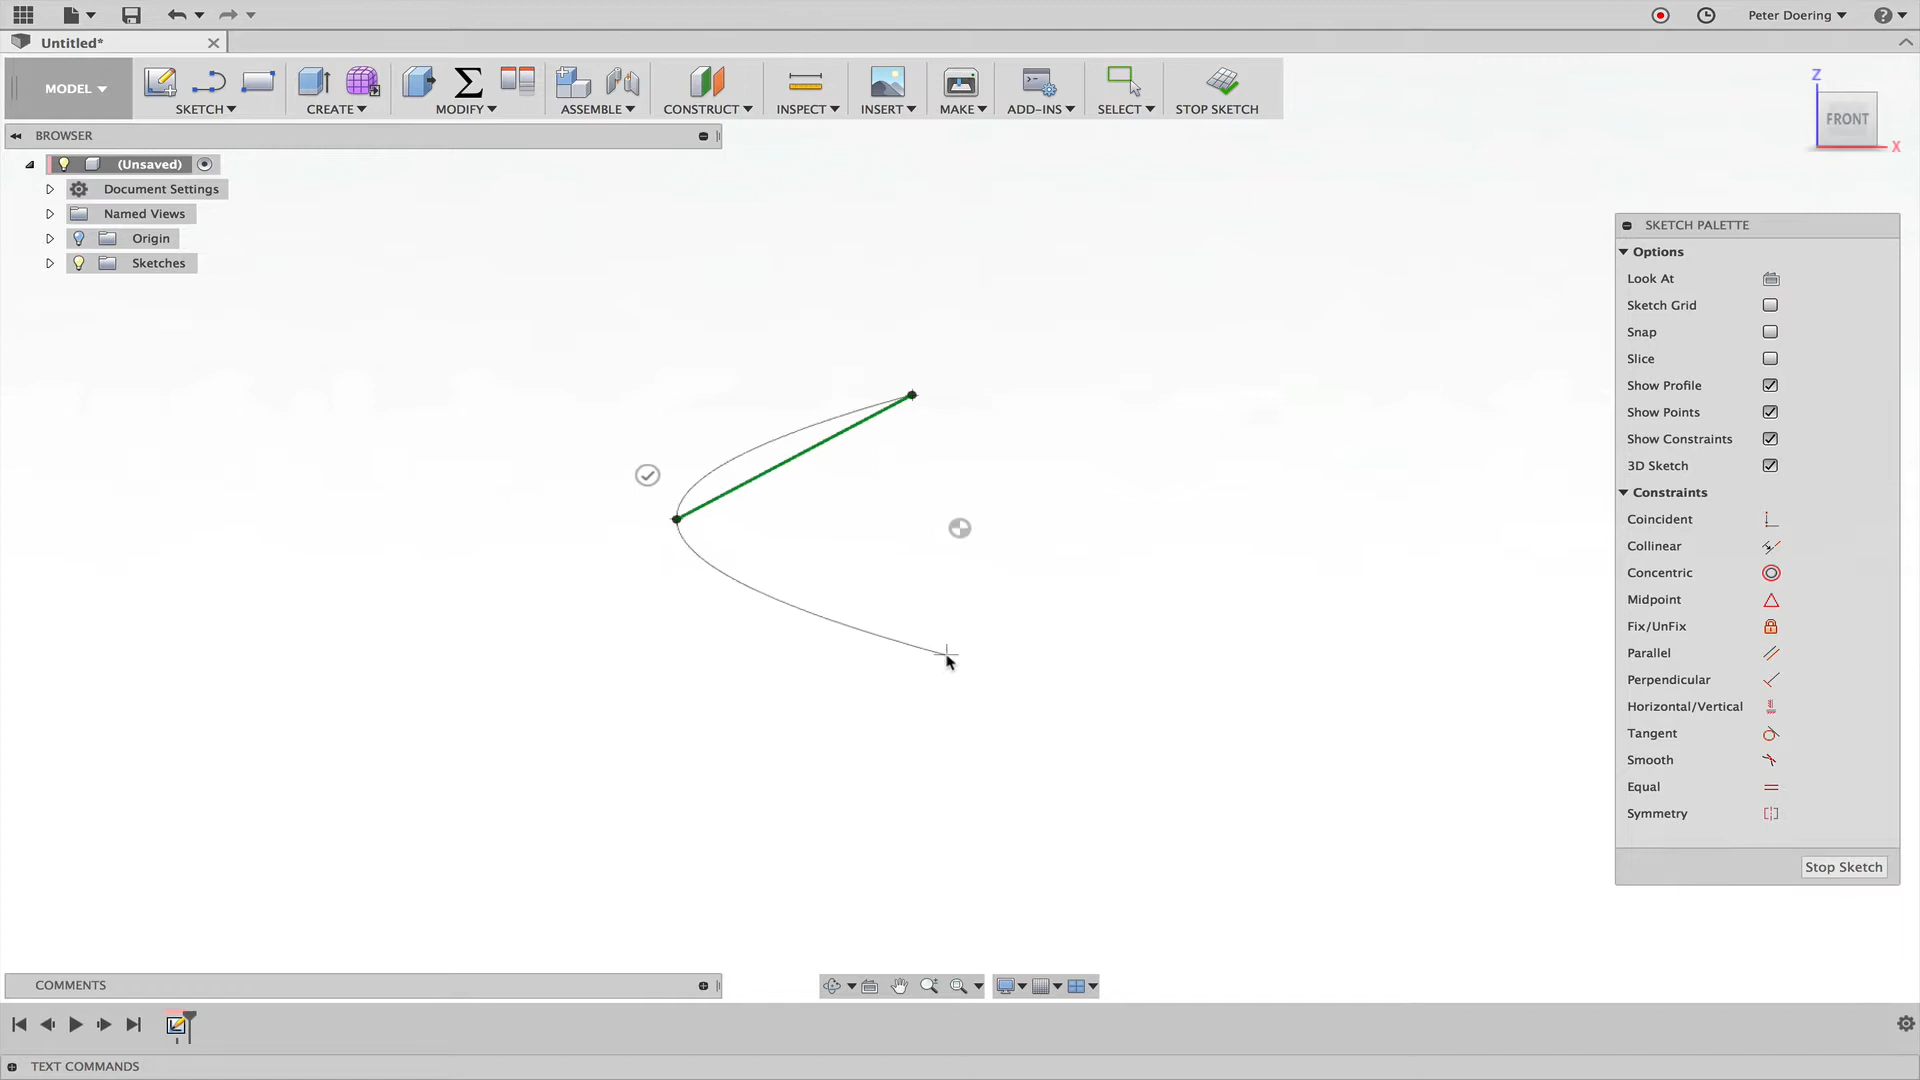 Peter Doering
Untitled*
MODEL
SKETCH
CREATE
MODIFY
ASSEMBLE
CONSTRUCT
INSPECT
INSERT
MAKE
ADD-INS
SELECT
STOP SKETCH
Z
FRONT
X
BROWSER
(Unsaved)
Document Settings
Named Views
Origin
Sketches
SKETCH PALETTE
Options
Look At
Sketch Grid
Snap
Slice
Show Profile
Show Points
Show Constraints
3D Sketch
Constraints
Coincident
Collinear
Concentric
Midpoint
Fix/UnFix
Parallel
Perpendicular
Horizontal/Vertical
Tangent
Smooth
Equal
Symmetry
Stop Sketch
COMMENTS
TEXT COMMANDS